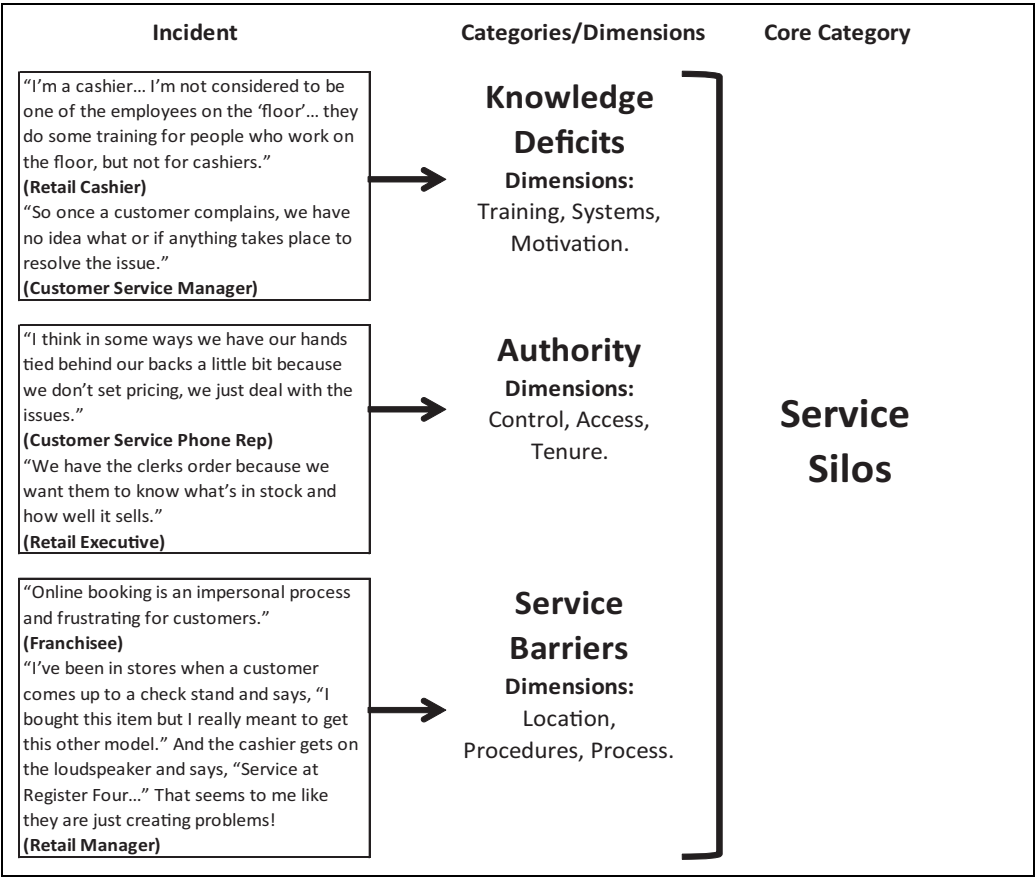 Incident
Categories/Dimensions
Core Category
“I’m a cashier… I’m not considered to be
one of the employees on the ‘floor’… they
do some training for people who work on
the floor, but not for cashiers.”
(Retail Cashier)
“So once a customer complains, we have
no idea what or if anything takes place to
resolve the issue.”
(Customer Service Manager)
Knowledge
Deficits
Dimensions:
Training, Systems,
Motivation.
“I think in some ways we have our hands
tied behind our backs a little bit because
we don’t set pricing, we just deal with the
issues.”
(Customer Service Phone Rep)
“We have the clerks order because we
want them to know what’s in stock and
how well it sells.”
(Retail Executive)
Authority
Dimensions:
Control, Access,
Tenure.
“Online booking is an impersonal process
and frustrating for customers.”
(Franchisee)
“I’ve been in stores when a customer
comes up to a check stand and says, “I
bought this item but I really meant to get
this other model.” And the cashier gets on
the loudspeaker and says, “Service at
Register Four…” That seems to me like
they are just creating problems!
(Retail Manager)
Service
Barriers
Dimensions:
Location,
Procedures, Process.
Service
Silos